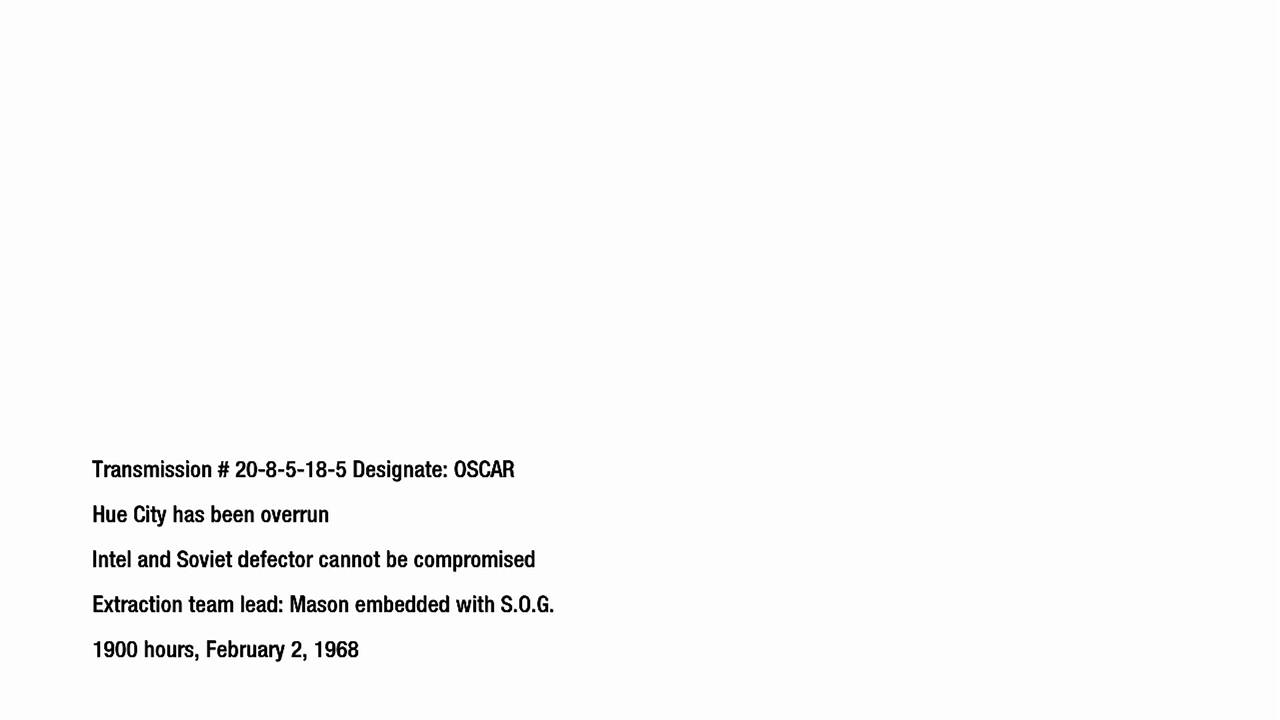 Transmission # 20-8-5-18-5 Designate: OSCAR
Hue City has been overrun
Intel and Soviet defector cannot be compromised
Extraction team lead: Mason embedded with S.O.G.
1900 hours, February 2, 1968